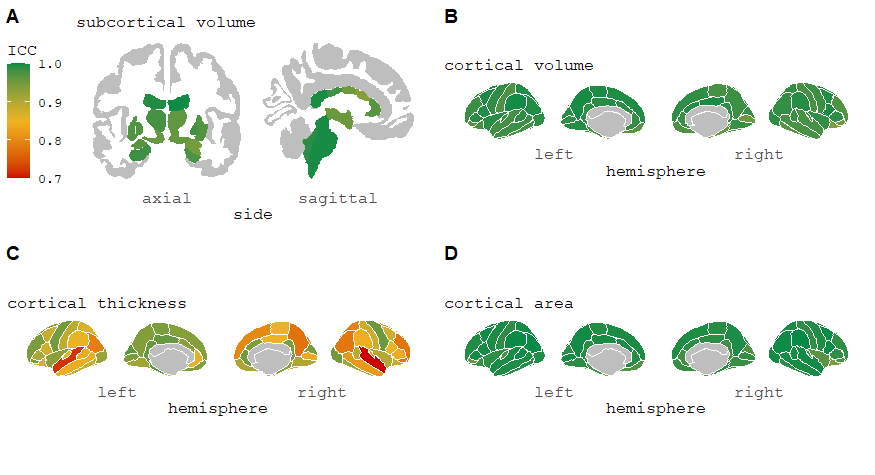 A
subcortical volume
ICC
1.0
0.9
0.8
0.7
axial
sagittal
side
B
cortical volume
left
right
hemisphere
C
cortical thickness
left
right
hemisphere
D
cortical area
left
right
hemisphere